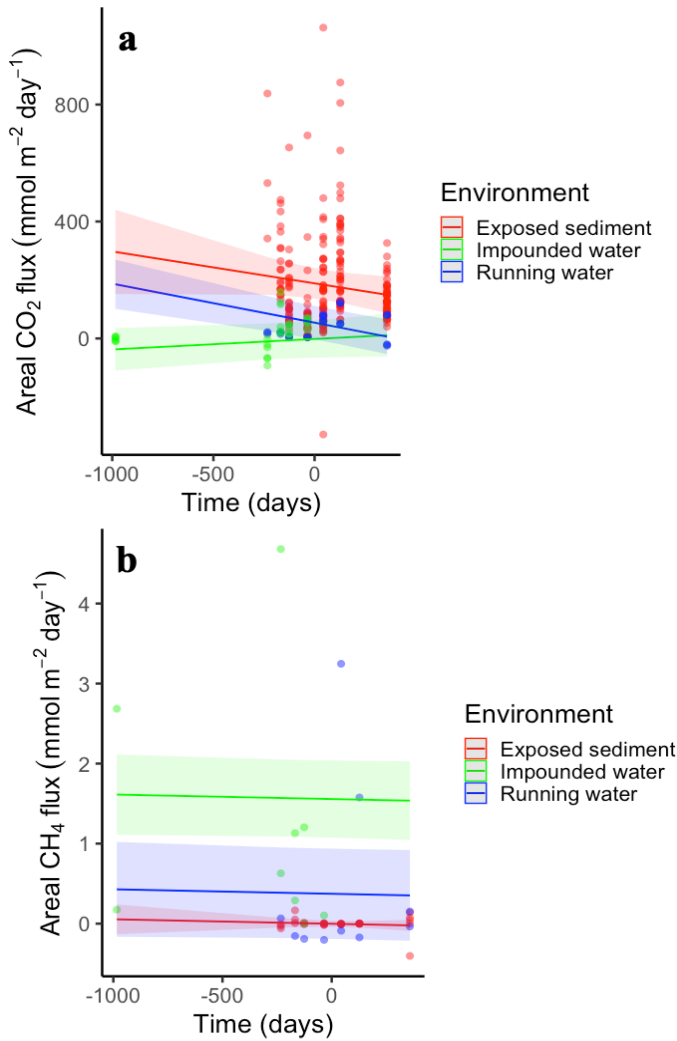 a
Areal CO₂ flux (mmol m⁻² day⁻¹)
800
400
0
-1000
-500
0
Time (days)
Environment
Exposed sediment
Impounded water
Running water
b
Areal CH₄ flux (mmol m⁻² day⁻¹)
4
3
2
1
0
-1000
-500
0
Time (days)
Environment
Exposed sediment
Impounded water
Running water